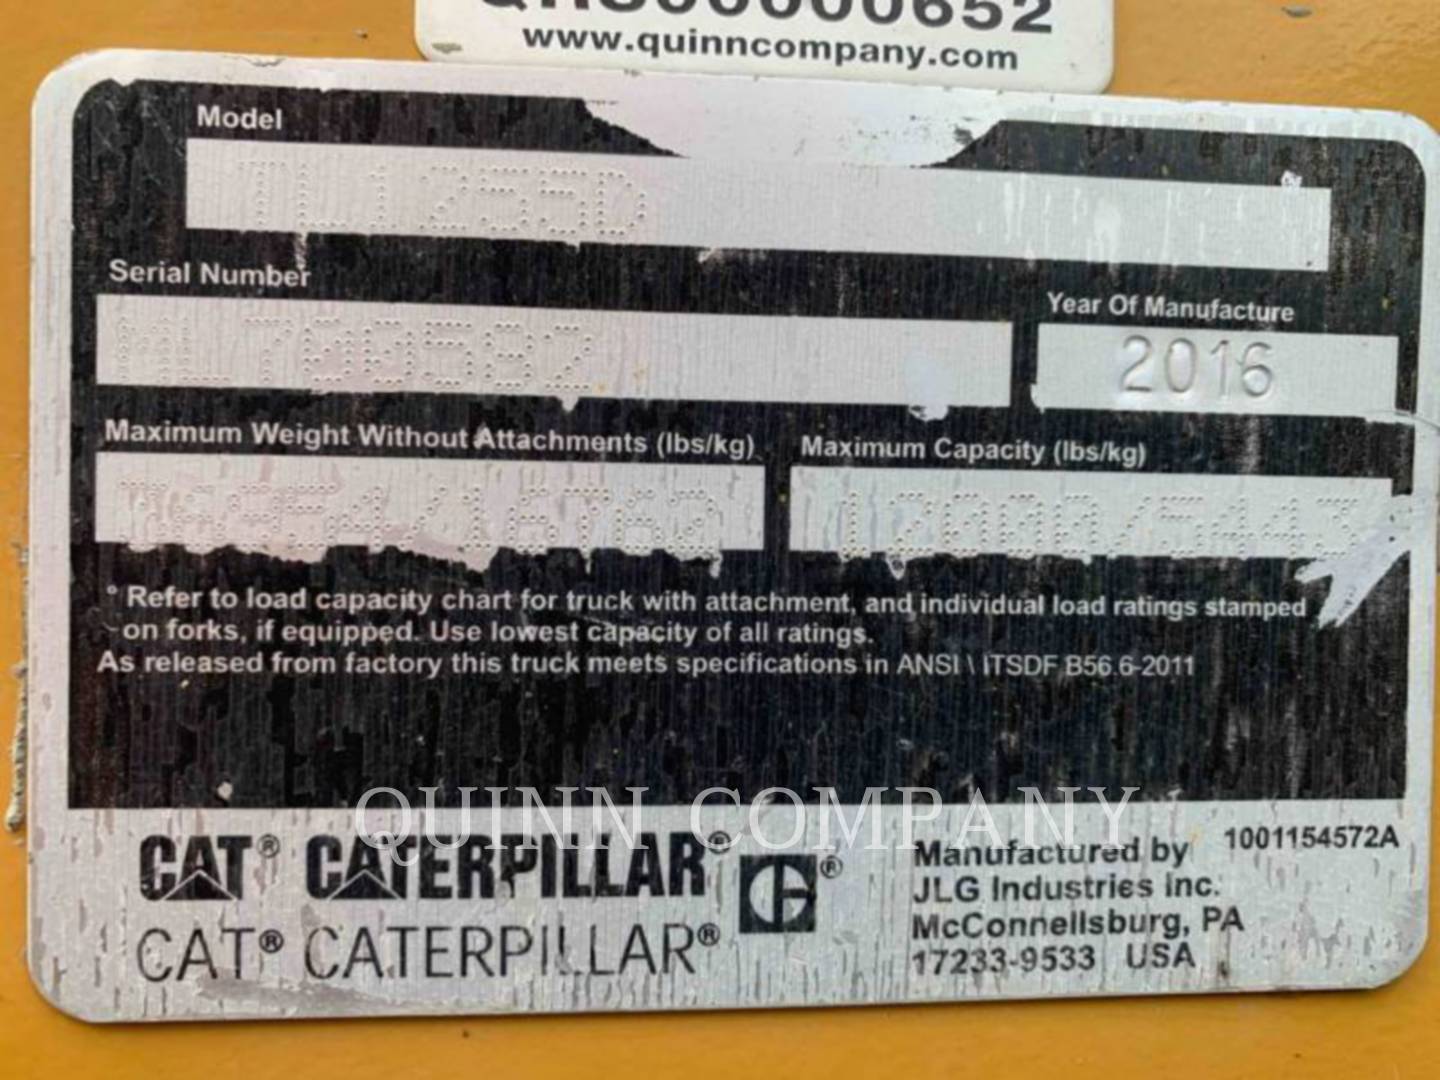 652
www.quinncompany.com
Model
TL1255D
Serial Number
ML700582
Year Of Manufacture
2016
Maximum Weight Without Attachments (lbs/kg)
Maximum Capacity (lbs/kg)
12000/5443
° Refer to load capacity chart for truck with attachment, and individual load ratings stamped
on forks, if equipped. Use lowest capacity of all ratings.
As released from factory this truck meets specifications in ANSI \ ITSDF B56.6-2011
QUINN COMPANY
CAT® CATERPILLAR®
CAT® CATERPILLAR®
Manufactured by
JLG Industries Inc.
McConnellsburg, PA
17233-9533 USA
1001154572A